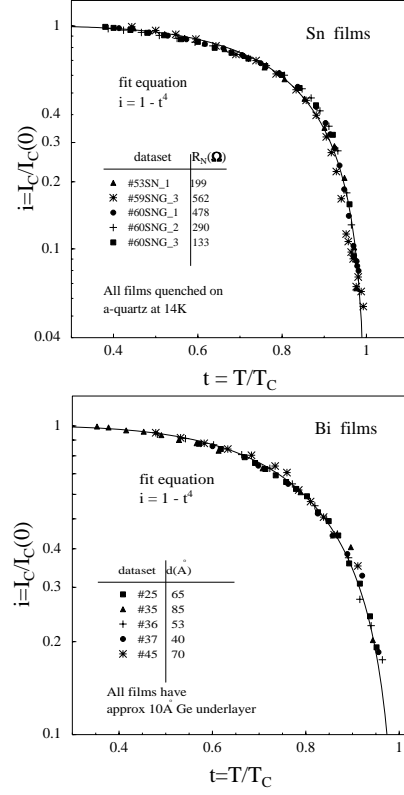 Sn films
1
fit equation
i = 1 - t⁴
0.4
0.3
0.2
0.1
0.04
i=I_C/I_C(0)
dataset R_N(Ω)
#53SN_1 199
#59SNG_3 562
#60SNG_1 478
#60SNG_2 290
#60SNG_3 133
All films quenched on
a-quartz at 14K
0.4 0.6 0.8 1
t = T/T_C
Bi films
1
fit equation
i = 1 - t⁴
0.4
0.3
0.2
0.1
i=I_C/I_C(0)
dataset d(Å)
#25 65
#35 85
#36 53
#37 40
#45 70
All films have
approx 10Å Ge underlayer
0.4 0.6 0.8 1
t=T/T_C